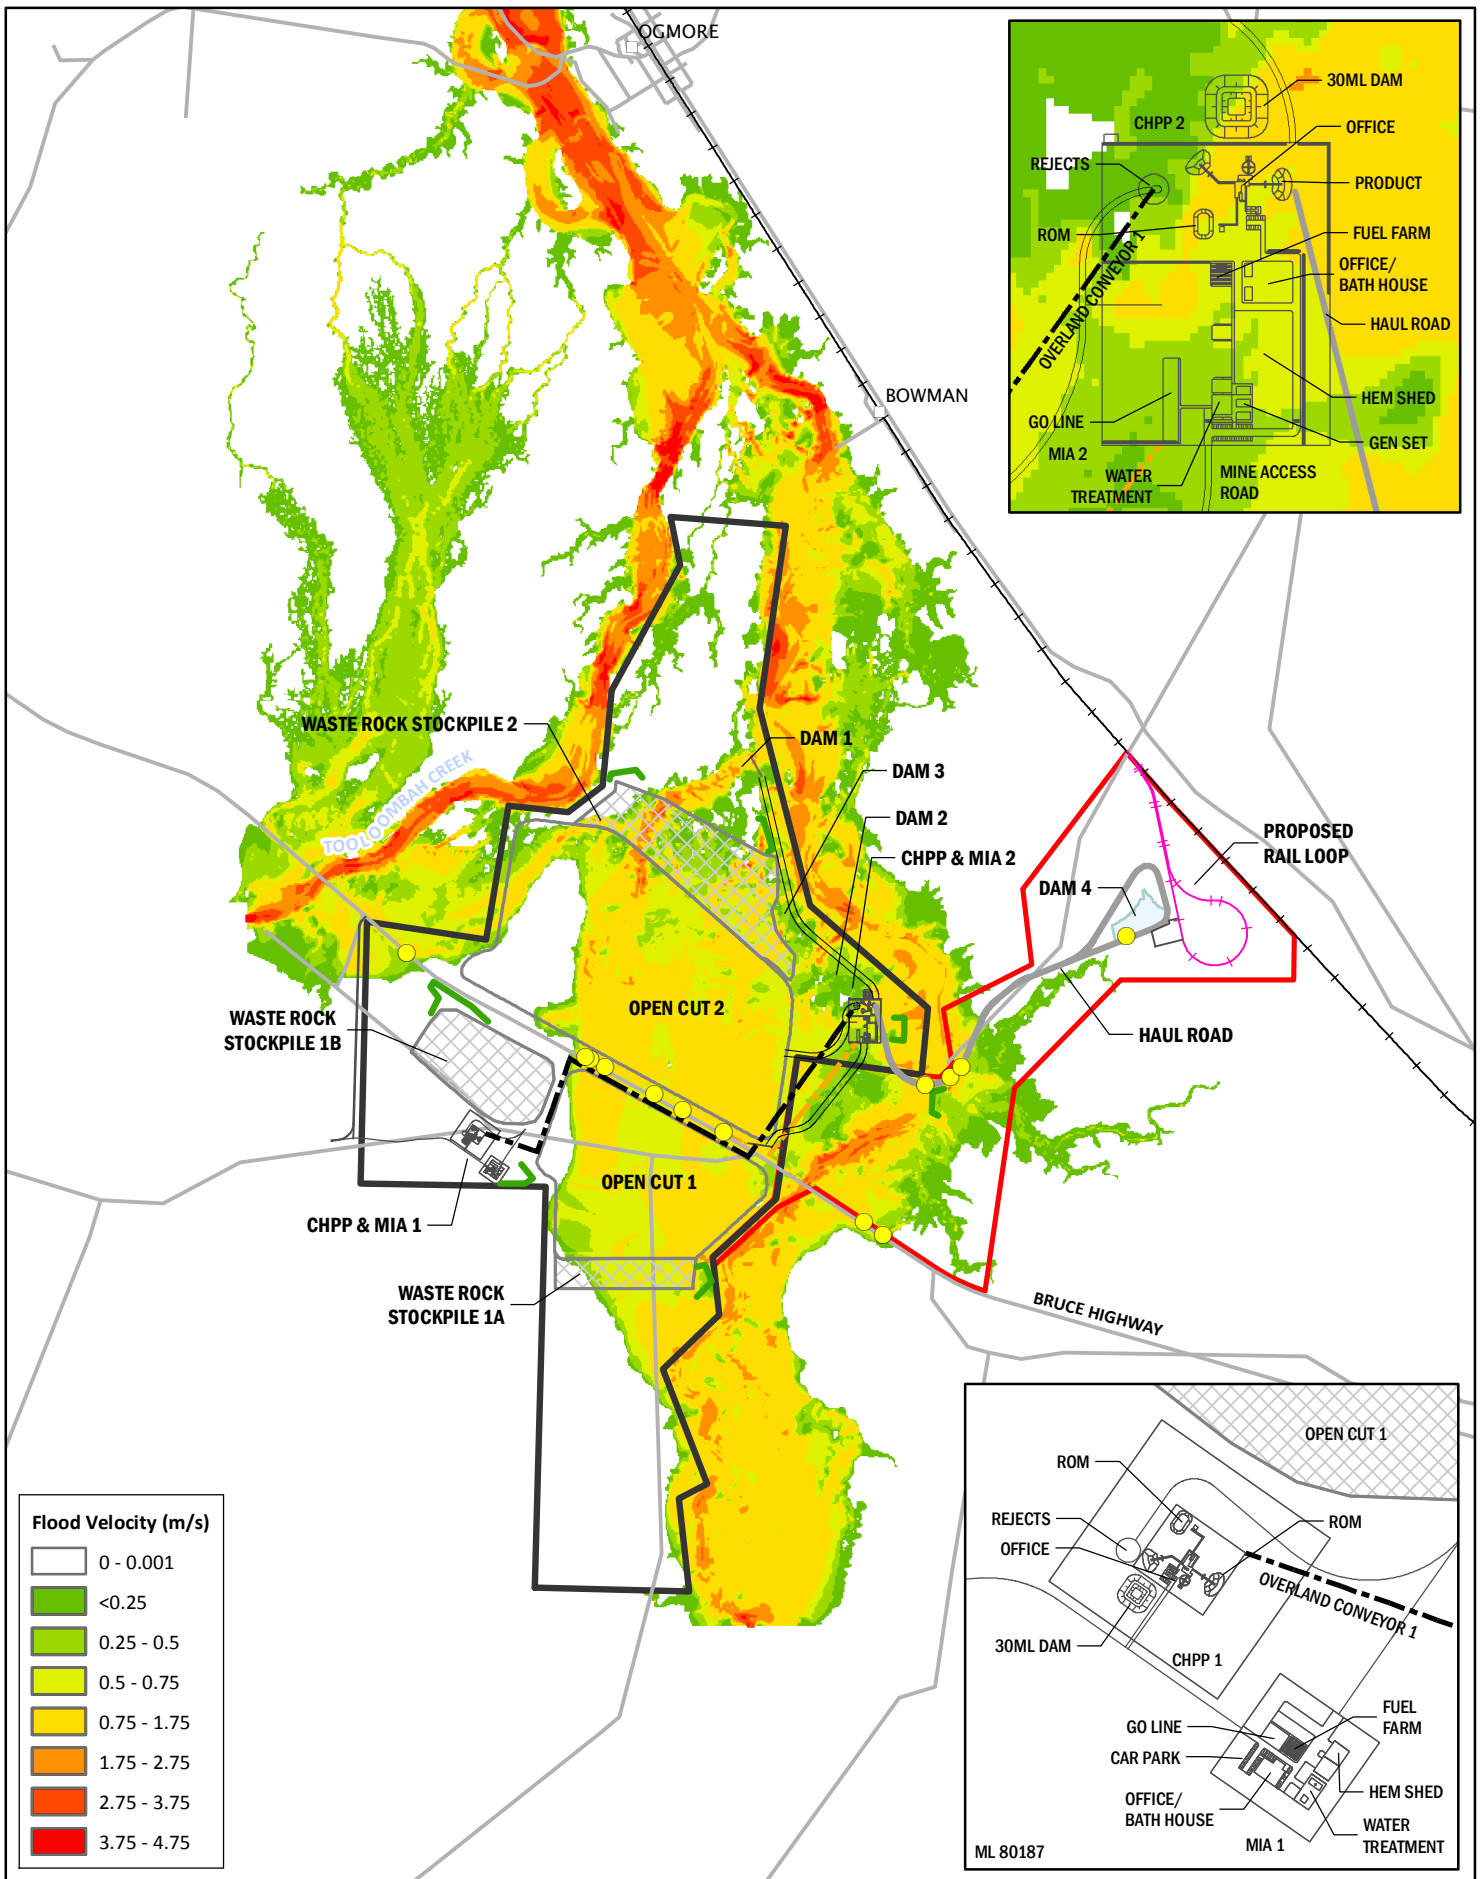 OGMORE
BOWMAN
WASTE ROCK STOCKPILE 2
TOOLOOMBAH CREEK
DAM 1
DAM 3
DAM 2
CHPP & MIA 2
PROPOSED
RAIL LOOP
DAM 4
HAUL ROAD
OPEN CUT 2
WASTE ROCK
STOCKPILE 1B
OPEN CUT 1
CHPP & MIA 1
WASTE ROCK
STOCKPILE 1A
BRUCE HIGHWAY
30ML DAM
CHPP 2
OFFICE
REJECTS
PRODUCT
ROM
FUEL FARM
OFFICE/
BATH HOUSE
OVERLAND CONVEYOR 1
HAUL ROAD
HEM SHED
GO LINE
GEN SET
MIA 2
WATER
TREATMENT
MINE ACCESS
ROAD
OPEN CUT 1
ROM
REJECTS
ROM
OFFICE
OVERLAND CONVEYOR 1
30ML DAM
CHPP 1
FUEL
FARM
GO LINE
CAR PARK
HEM SHED
OFFICE/
BATH HOUSE
WATER
TREATMENT
MIA 1
ML 80187
Flood Velocity (m/s)
0 - 0.001
<0.25
0.25 - 0.5
0.5 - 0.75
0.75 - 1.75
1.75 - 2.75
2.75 - 3.75
3.75 - 4.75